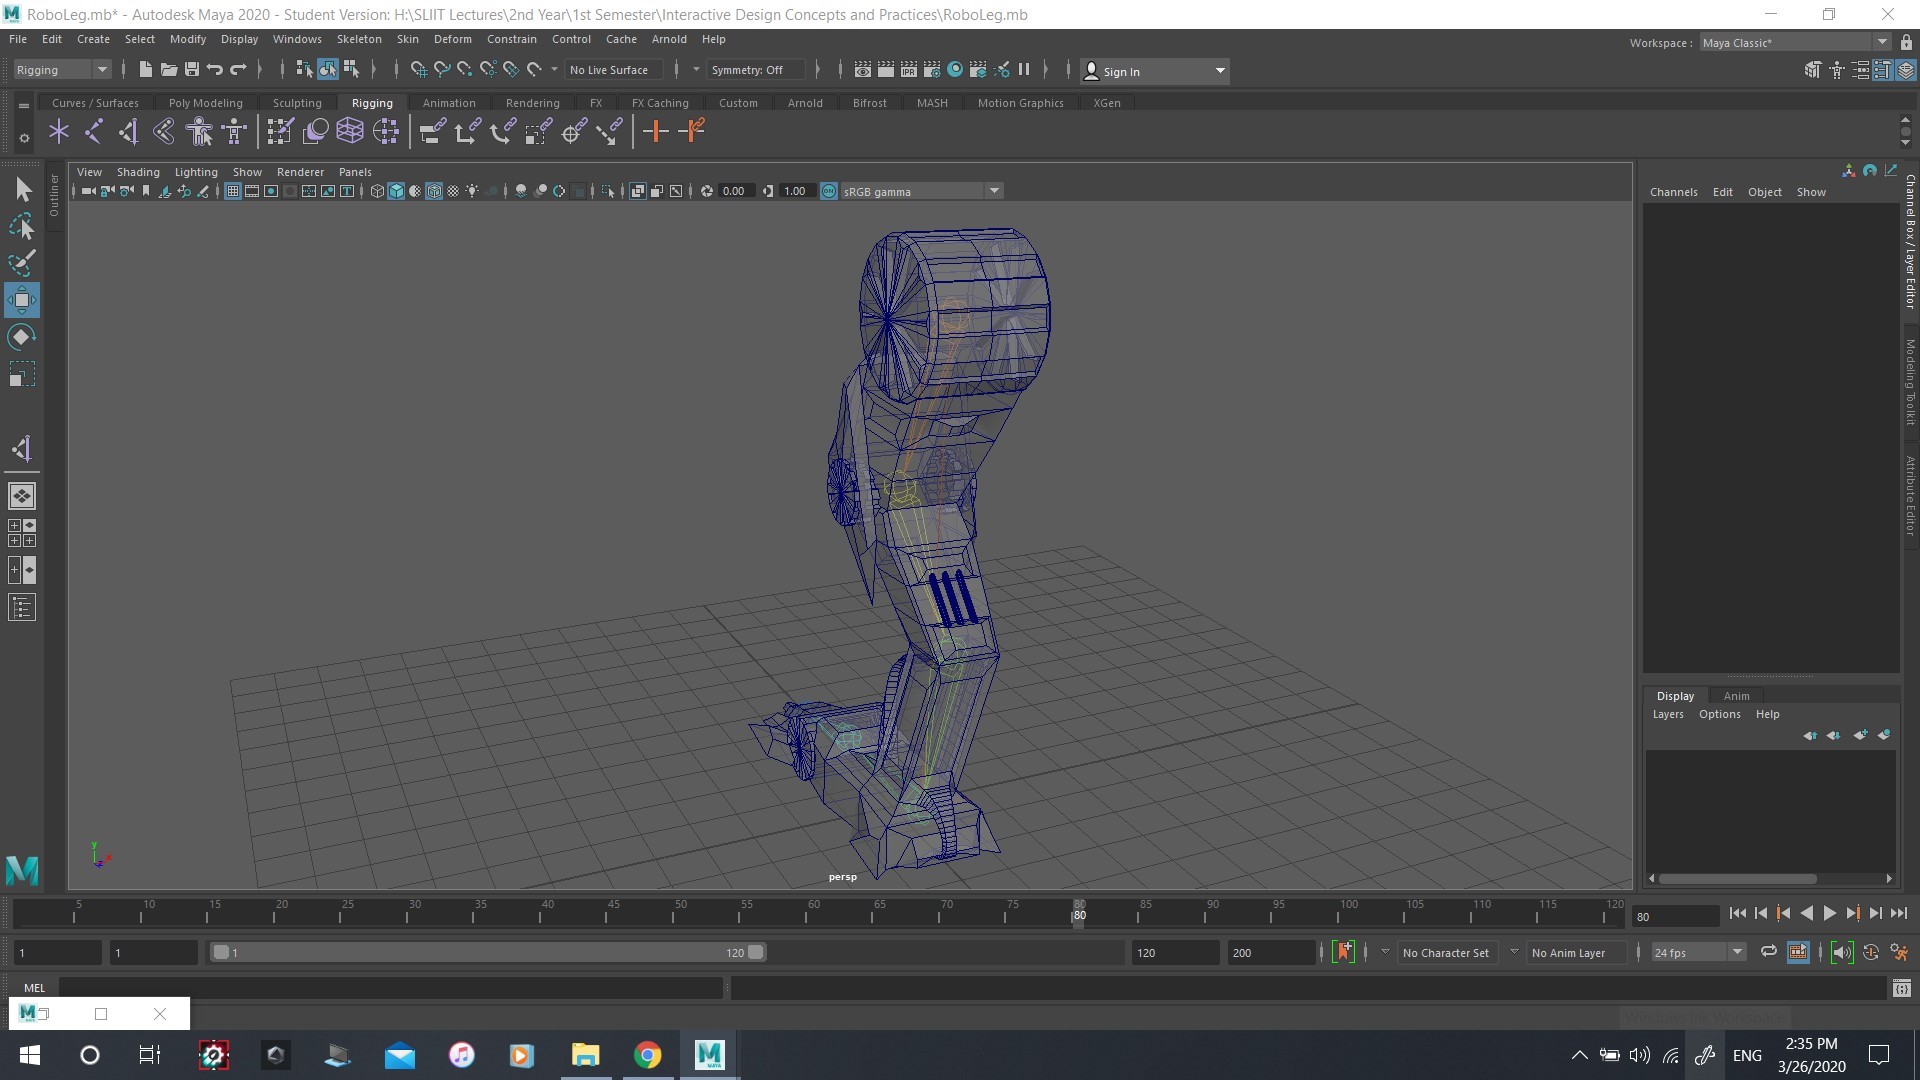 RoboLeg.mb* - Autodesk Maya 2020 - Student Version: H:\SLIIT Lectures\2nd Year\1st Semester\Interactive Design Concepts and Practices\RoboLeg.mb
File Edit Create Select Modify Display Windows Skeleton Skin Deform Constrain Control Cache Arnold Help
Workspace : Maya Classic*
Rigging No Live Surface Symmetry: Off IPR Sign In
Curves / Surfaces Poly Modeling Sculpting Rigging Animation Rendering FX FX Caching Custom Arnold Bifrost MASH Motion Graphics XGen
View Shading Lighting Show Renderer Panels
0.00 1.00 ON sRGB gamma
Outliner
Channels Edit Object Show
Channel Box / Layer Editor
Modeling Toolkit
Attribute Editor
Display Anim
Layers Options Help
y
x
z
persp
5 10 15 20 25 30 35 40 45 50 55 60 65 70 75 80 85 90 95 100 105 110 115 120
80
80
1 1 1 120 120 200 No Character Set No Anim Layer 24 fps
MEL
2:35 PM
ENG
3/26/2020